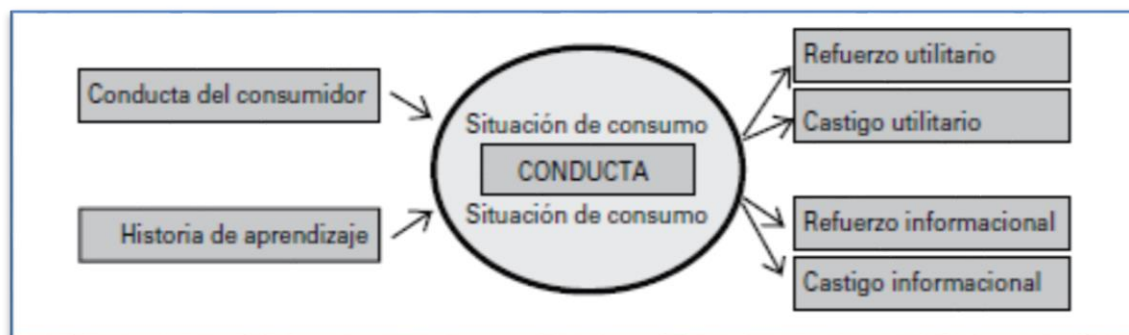 Conducta del consumidor
Historia de aprendizaje
Situación de consumo
CONDUCTA
Situación de consumo
Refuerzo utilitario
Castigo utilitario
Refuerzo informacional
Castigo informacional